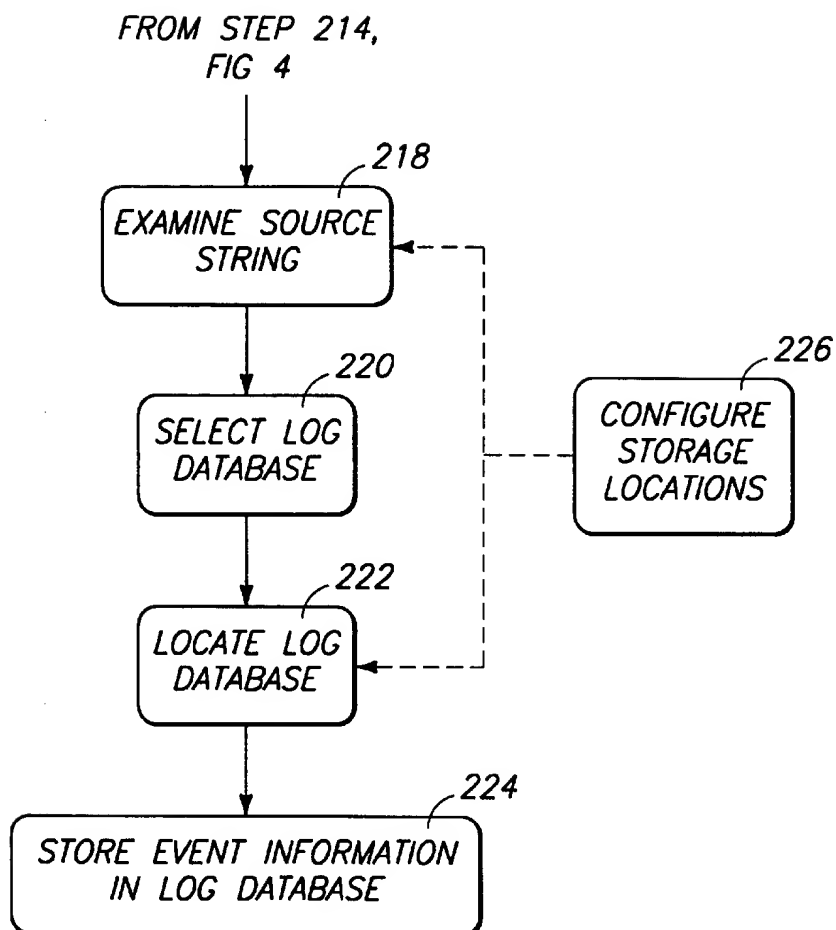 FROM STEP 214,
FIG 4
218
EXAMINE SOURCE
STRING
220
SELECT LOG
DATABASE
226
CONFIGURE
STORAGE
LOCATIONS
222
LOCATE LOG
DATABASE
224
STORE EVENT INFORMATION
IN LOG DATABASE